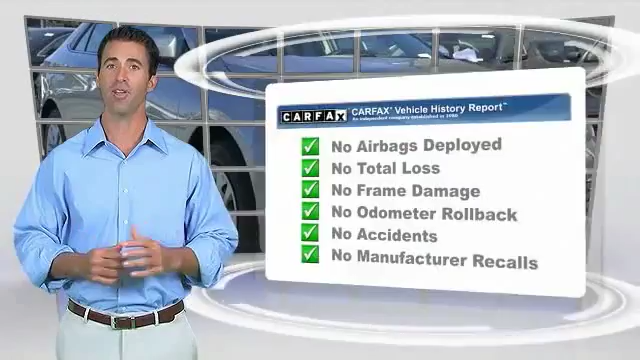 CARFAX
CARFAX® Vehicle History Report™
An independent company established in 1986
No Airbags Deployed
No Total Loss
No Frame Damage
No Odometer Rollback
No Accidents
No Manufacturer Recalls